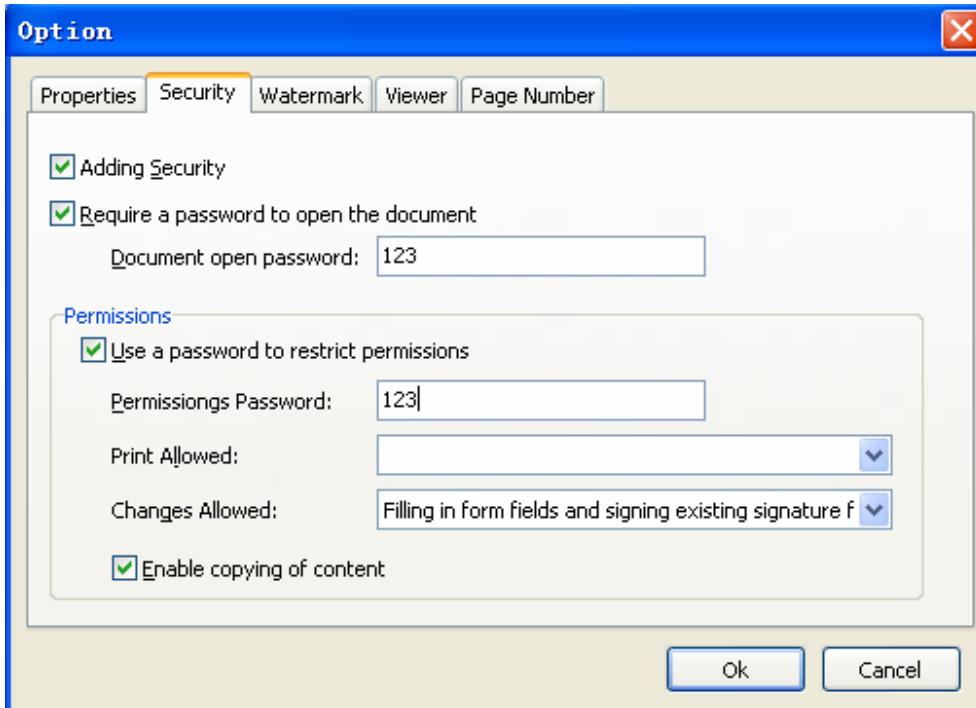 Option
Properties Security Watermark Viewer Page Number
Adding Security
Require a password to open the document
Document open password: 123
Permissions
Use a password to restrict permissions
Permissiongs Password: 123
Print Allowed:
Changes Allowed: Filling in form fields and signing existing signature f
Enable copying of content
Ok Cancel